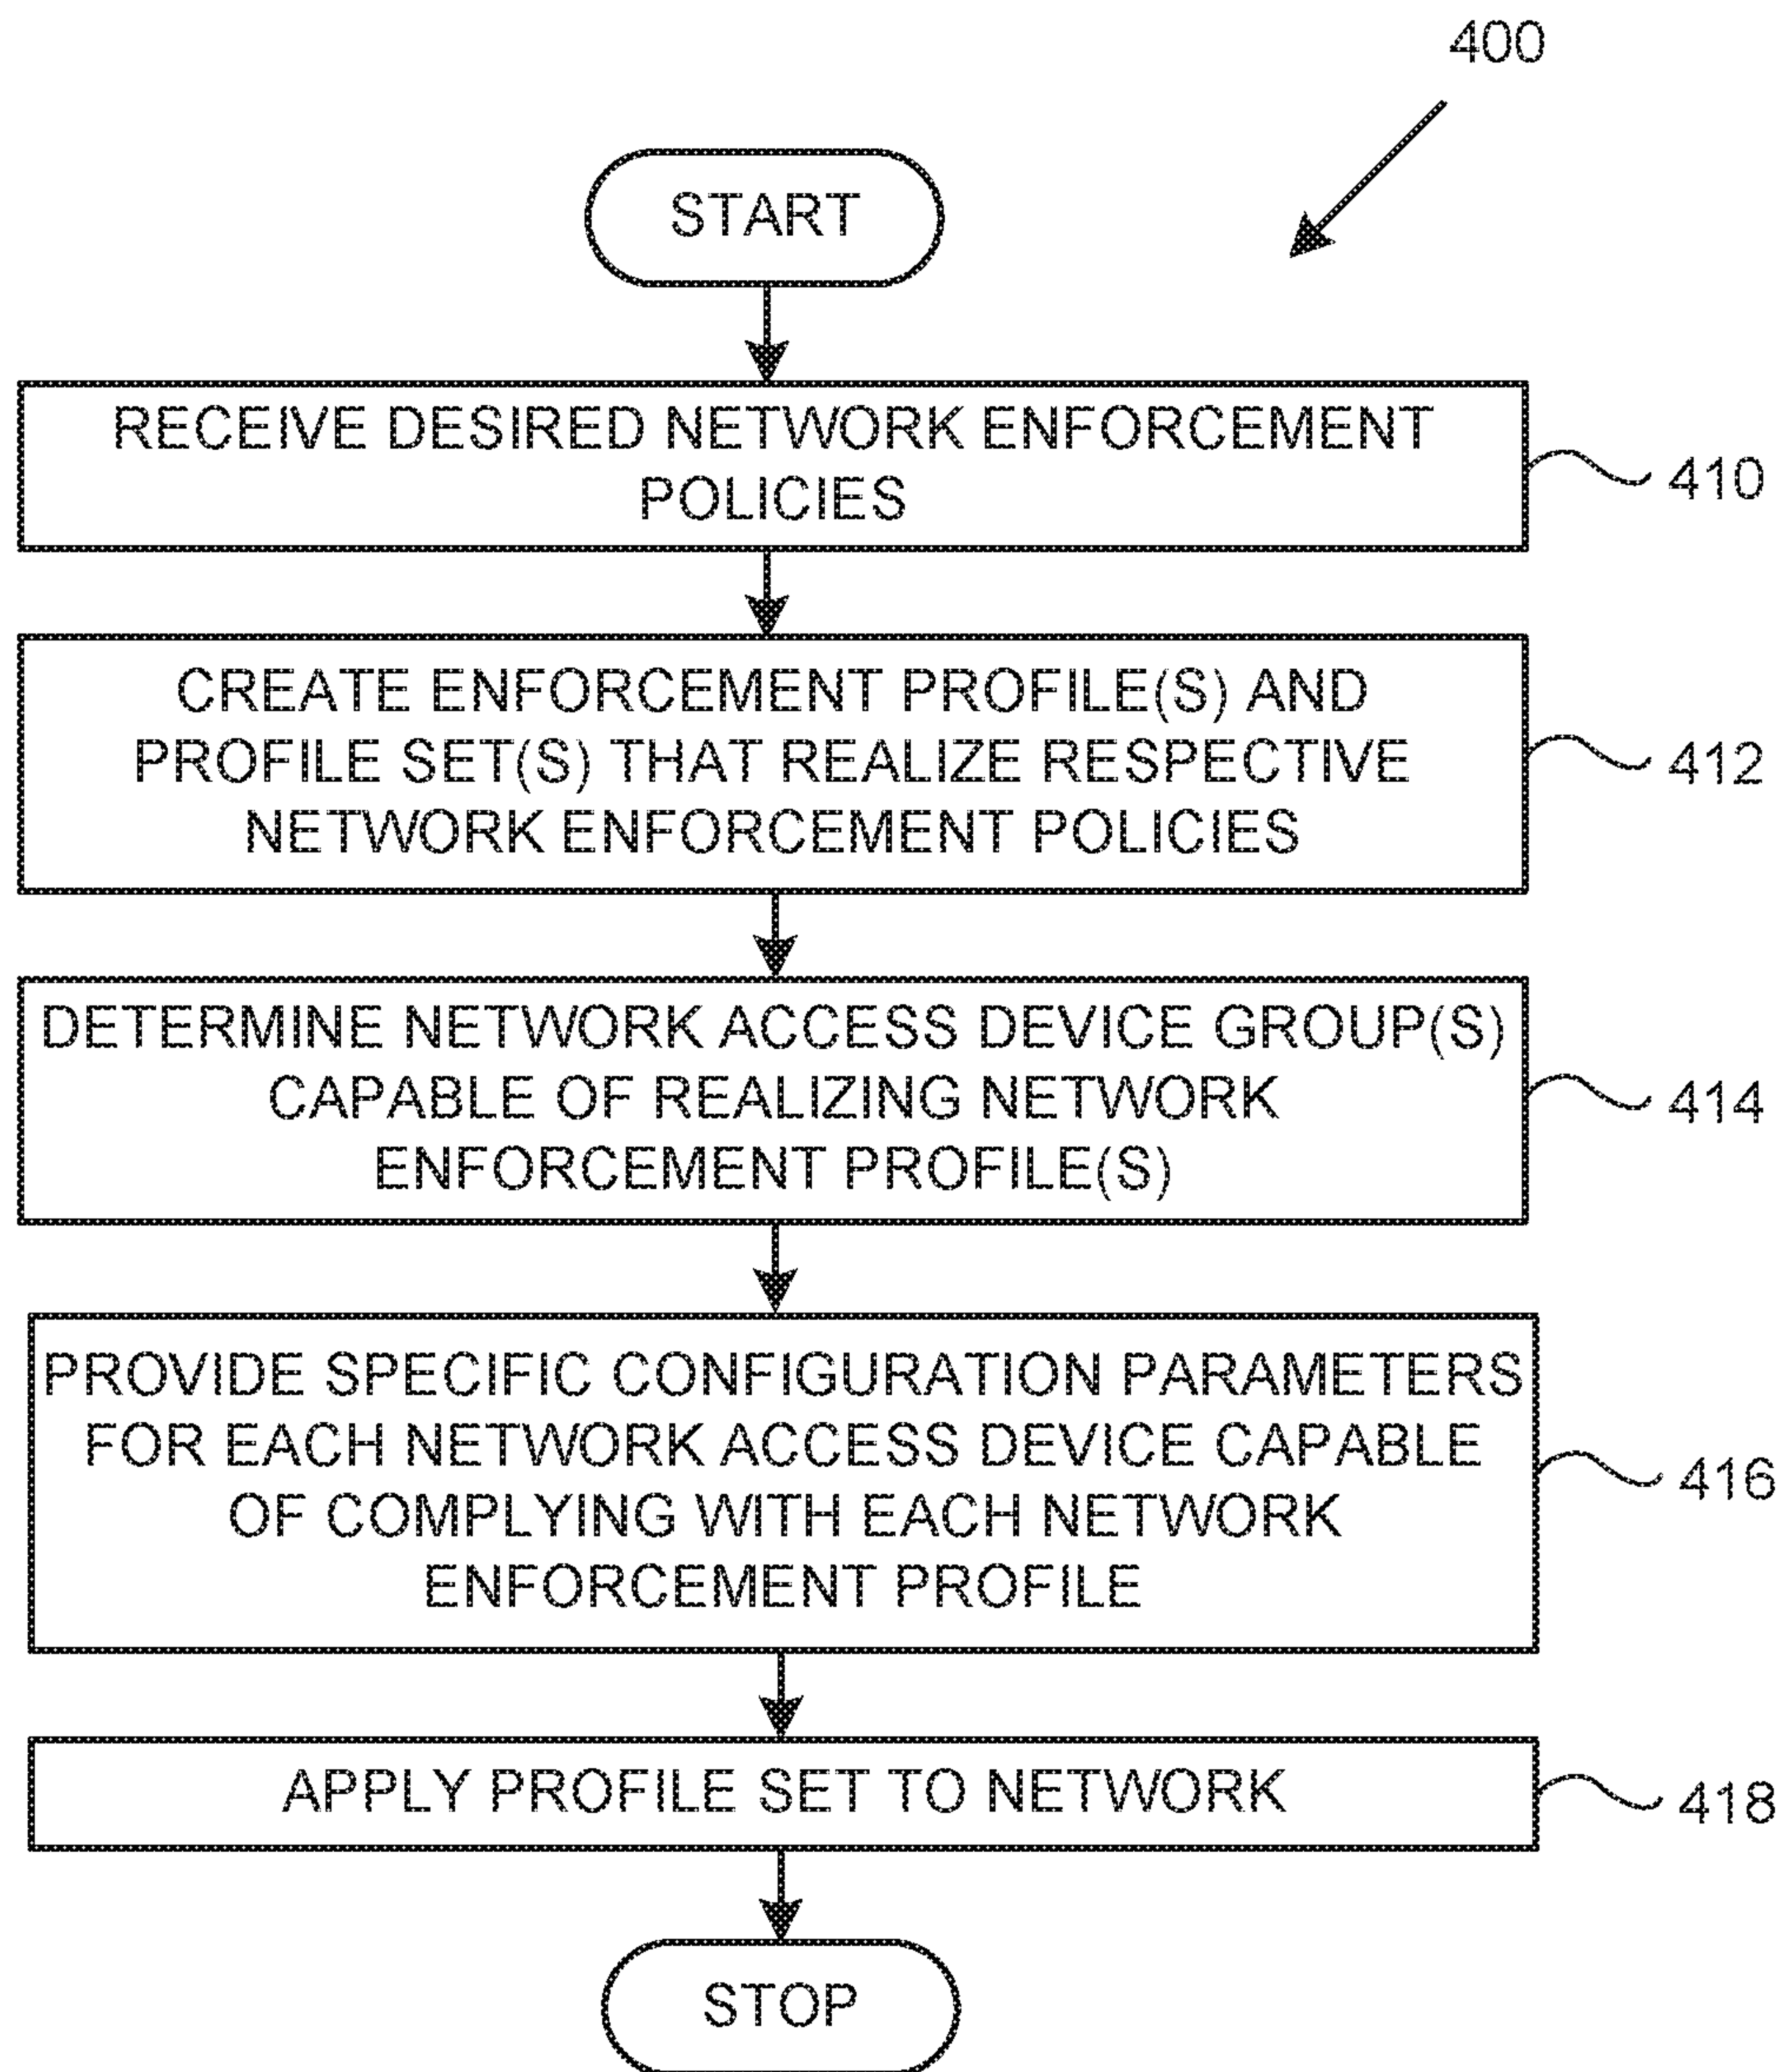 400
START
RECEIVE DESIRED NETWORK ENFORCEMENT
POLICIES
410
CREATE ENFORCEMENT PROFILE(S) AND
PROFILE SET(S) THAT REALIZE RESPECTIVE
NETWORK ENFORCEMENT POLICIES
412
DETERMINE NETWORK ACCESS DEVICE GROUP(S)
CAPABLE OF REALIZING NETWORK
ENFORCEMENT PROFILE(S)
414
PROVIDE SPECIFIC CONFIGURATION PARAMETERS
FOR EACH NETWORK ACCESS DEVICE CAPABLE
OF COMPLYING WITH EACH NETWORK
ENFORCEMENT PROFILE
416
APPLY PROFILE SET TO NETWORK
418
STOP